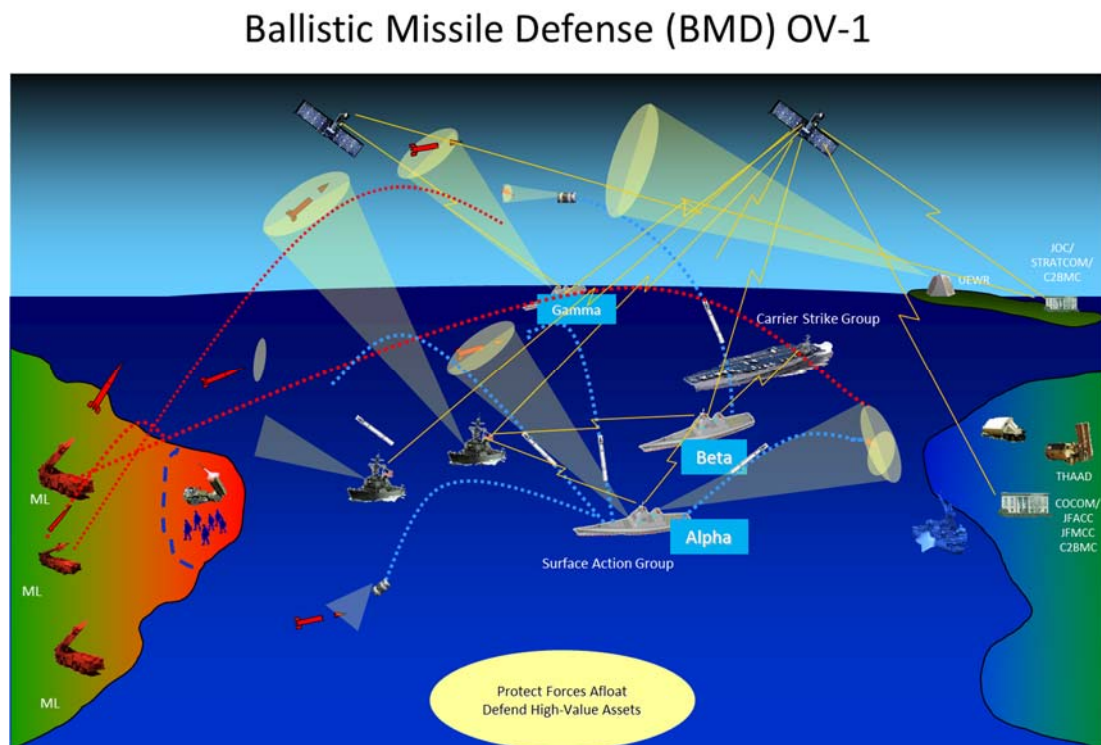 Ballistic Missile Defense (BMD) OV-1
JOC/
STRATCOM/
C2BMC
UEWR
Gamma
Carrier Strike Group
Beta
THAAD
ML
COCOM/
JFACC
JFMCC
C2BMC
Alpha
Surface Action Group
ML
ML
Protect Forces Afloat
Defend High-Value Assets